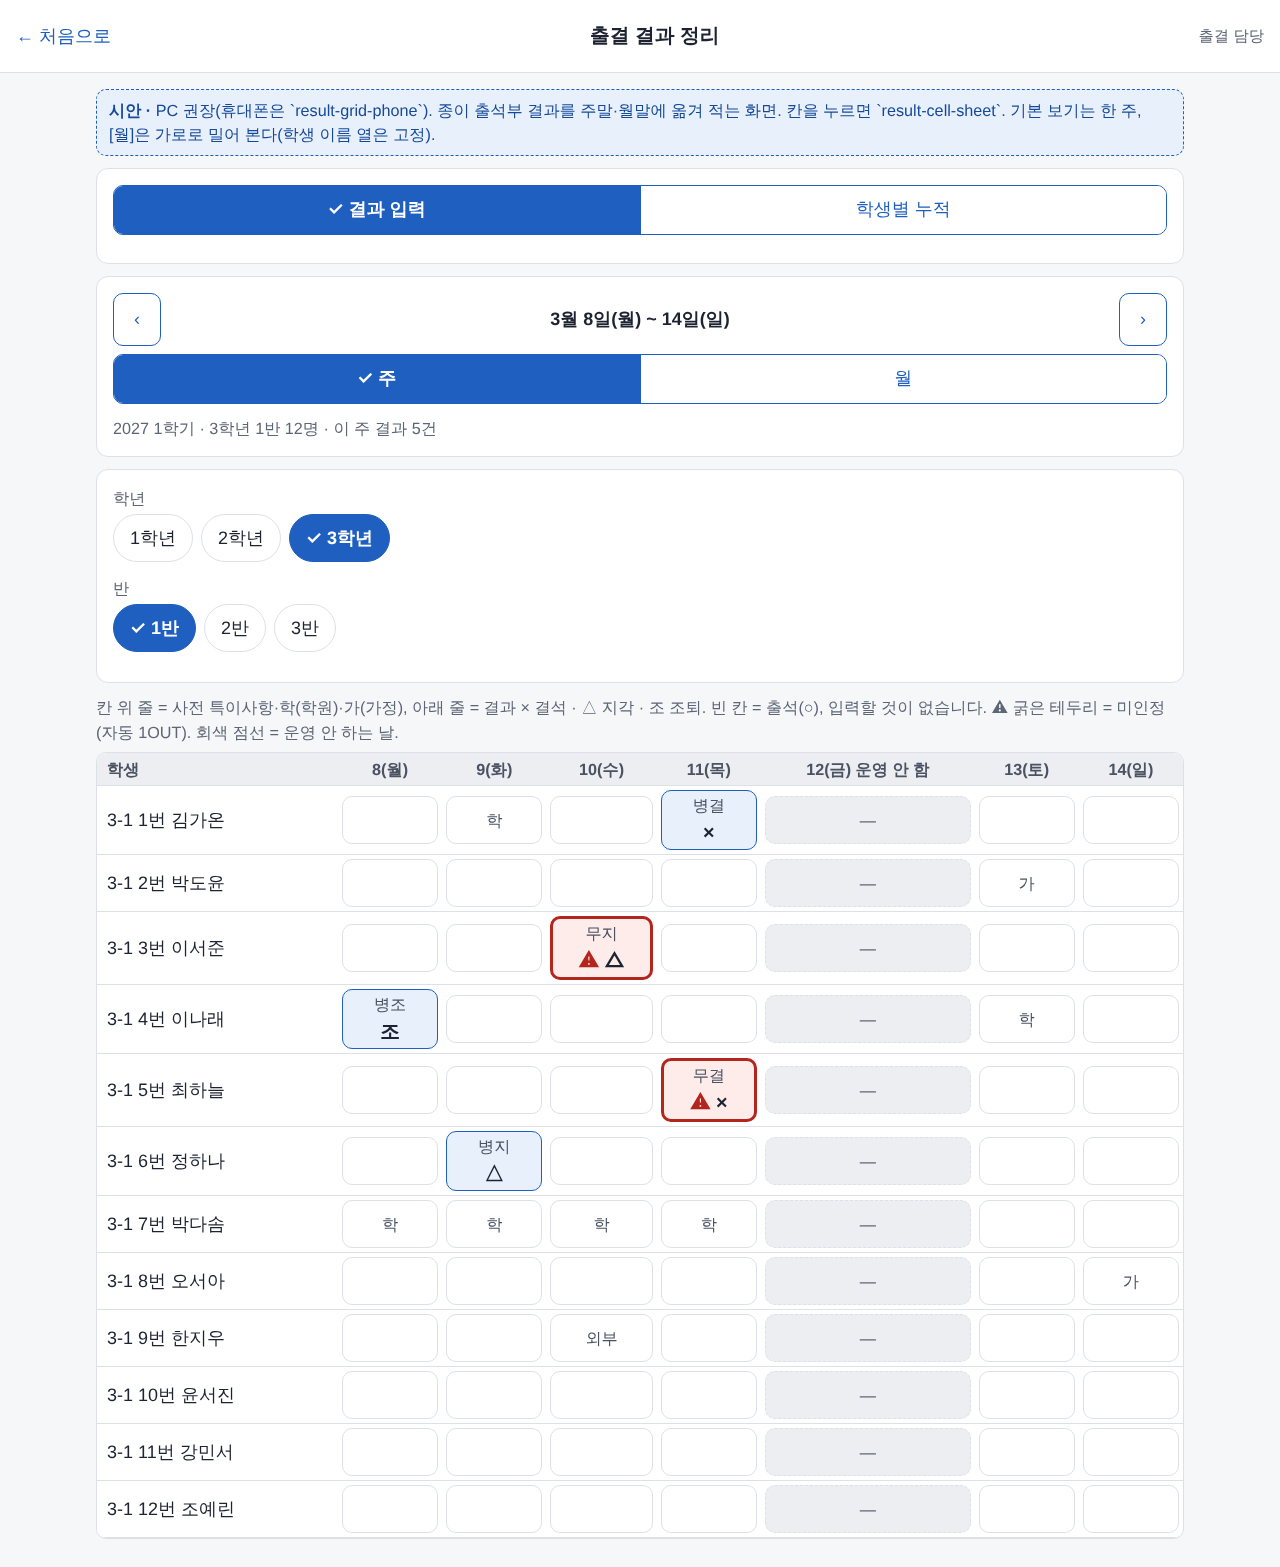 ← 처음으로
출결 결과 정리
출결 담당
시안 · PC 권장(휴대폰은 `result-grid-phone`). 종이 출석부 결과를 주말·월말에 옮겨 적는 화면. 칸을 누르면 `result-cell-sheet`. 기본 보기는 한 주,
[월]은 가로로 밀어 본다(학생 이름 열은 고정).
✓ 결과 입력
학생별 누적
‹
3월 8일(월) ~ 14일(일)
›
✓ 주
월
2027 1학기 · 3학년 1반 12명 · 이 주 결과 5건
학년
1학년 2학년 ✓ 3학년
반
✓ 1반 2반 3반
칸 위 줄 = 사전 특이사항·학(학원)·가(가정), 아래 줄 = 결과 × 결석 · △ 지각 · 조 조퇴. 빈 칸 = 출석(○), 입력할 것이 없습니다. ⚠ 굵은 테두리 = 미인정
(자동 1OUT). 회색 점선 = 운영 안 하는 날.
학생 8(월) 9(화) 10(수) 11(목) 12(금) 운영 안 함 13(토) 14(일)
3-1 1번 김가온 학 병결 × —
3-1 2번 박도윤 — 가
3-1 3번 이서준 무지 ⚠ △ —
3-1 4번 이나래 병조 조 — 학
3-1 5번 최하늘 무결 ⚠ × —
3-1 6번 정하나 병지 △ —
3-1 7번 박다솜 학 학 학 학 —
3-1 8번 오서아 — 가
3-1 9번 한지우 외부 —
3-1 10번 윤서진 —
3-1 11번 강민서 —
3-1 12번 조예린 —